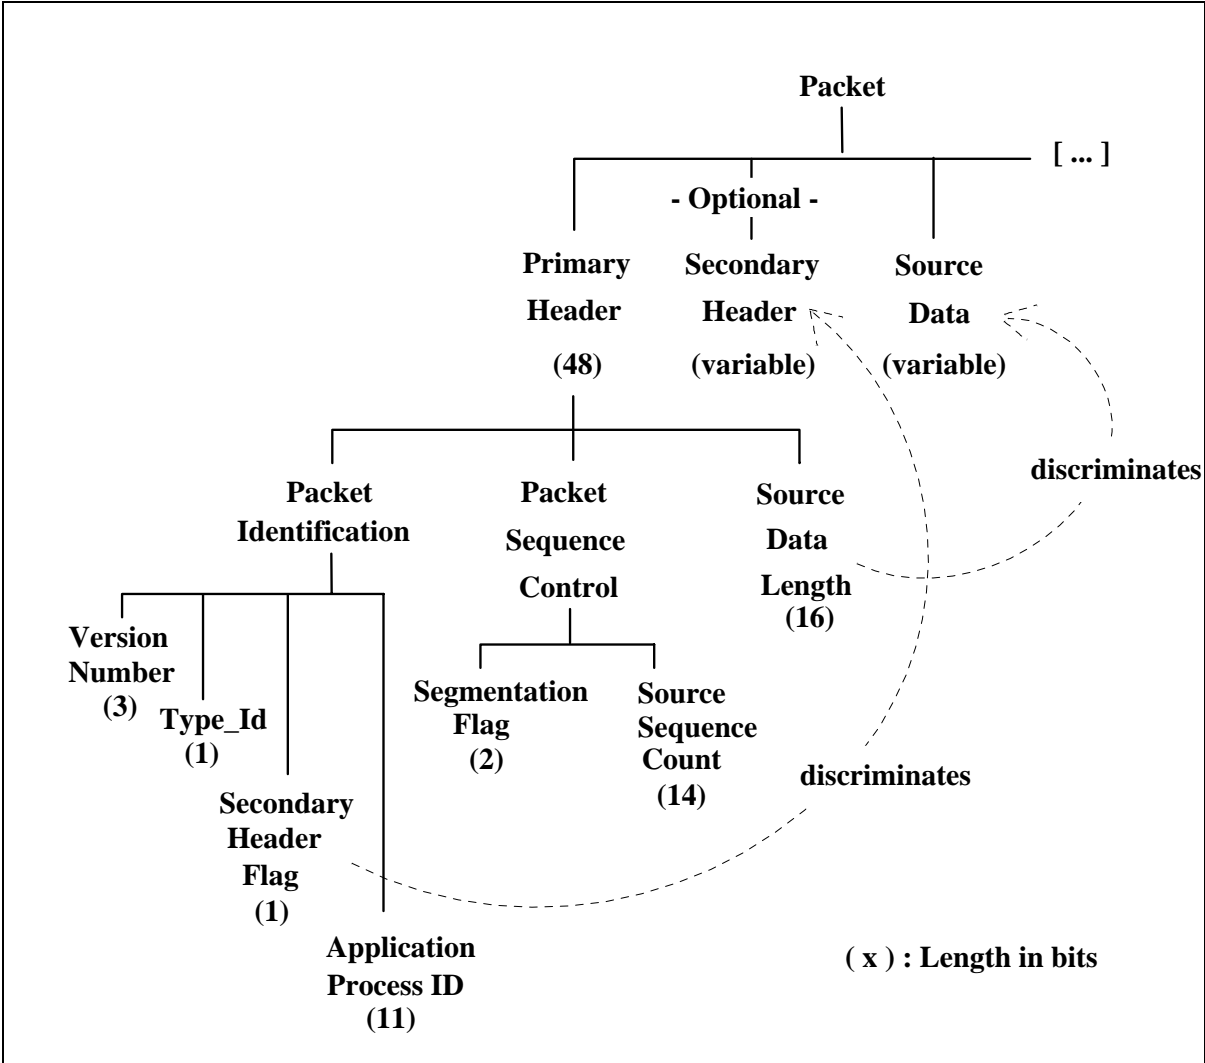 Packet
[ ... ]
- Optional -
Primary
Header
(48)
Secondary
Header
(variable)
Source
Data
(variable)
discriminates
Packet
Identification
Packet
Sequence
Control
Source
Data
Length
(16)
Version
Number
(3)
Type_Id
(1)
Secondary
Header
Flag
(1)
Application
Process ID
(11)
Segmentation
Flag
(2)
Source
Sequence
Count
(14)
discriminates
( x ) : Length in bits